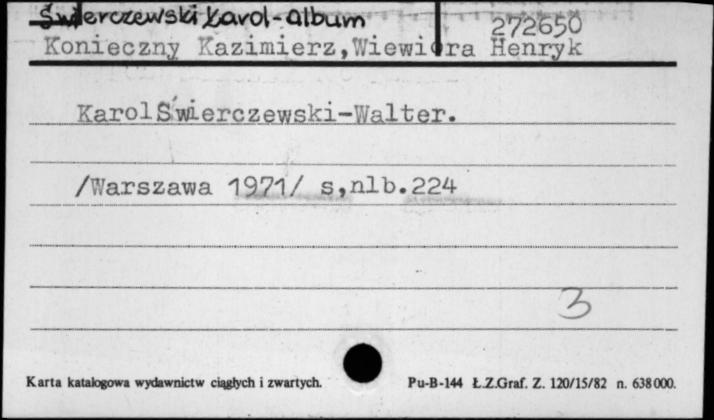 Świerczewski Karol-album 272650
Konieczny Kazimierz,Wiewióra Henryk
Karol Świerczewski-Walter.
/Warszawa 1971/ s,nlb.224
3
Karta katalogowa wydawnictw ciągłych i zwartych. Pu-B-144 Ł.Z.Graf. Z. 120/15/82 n. 638000.